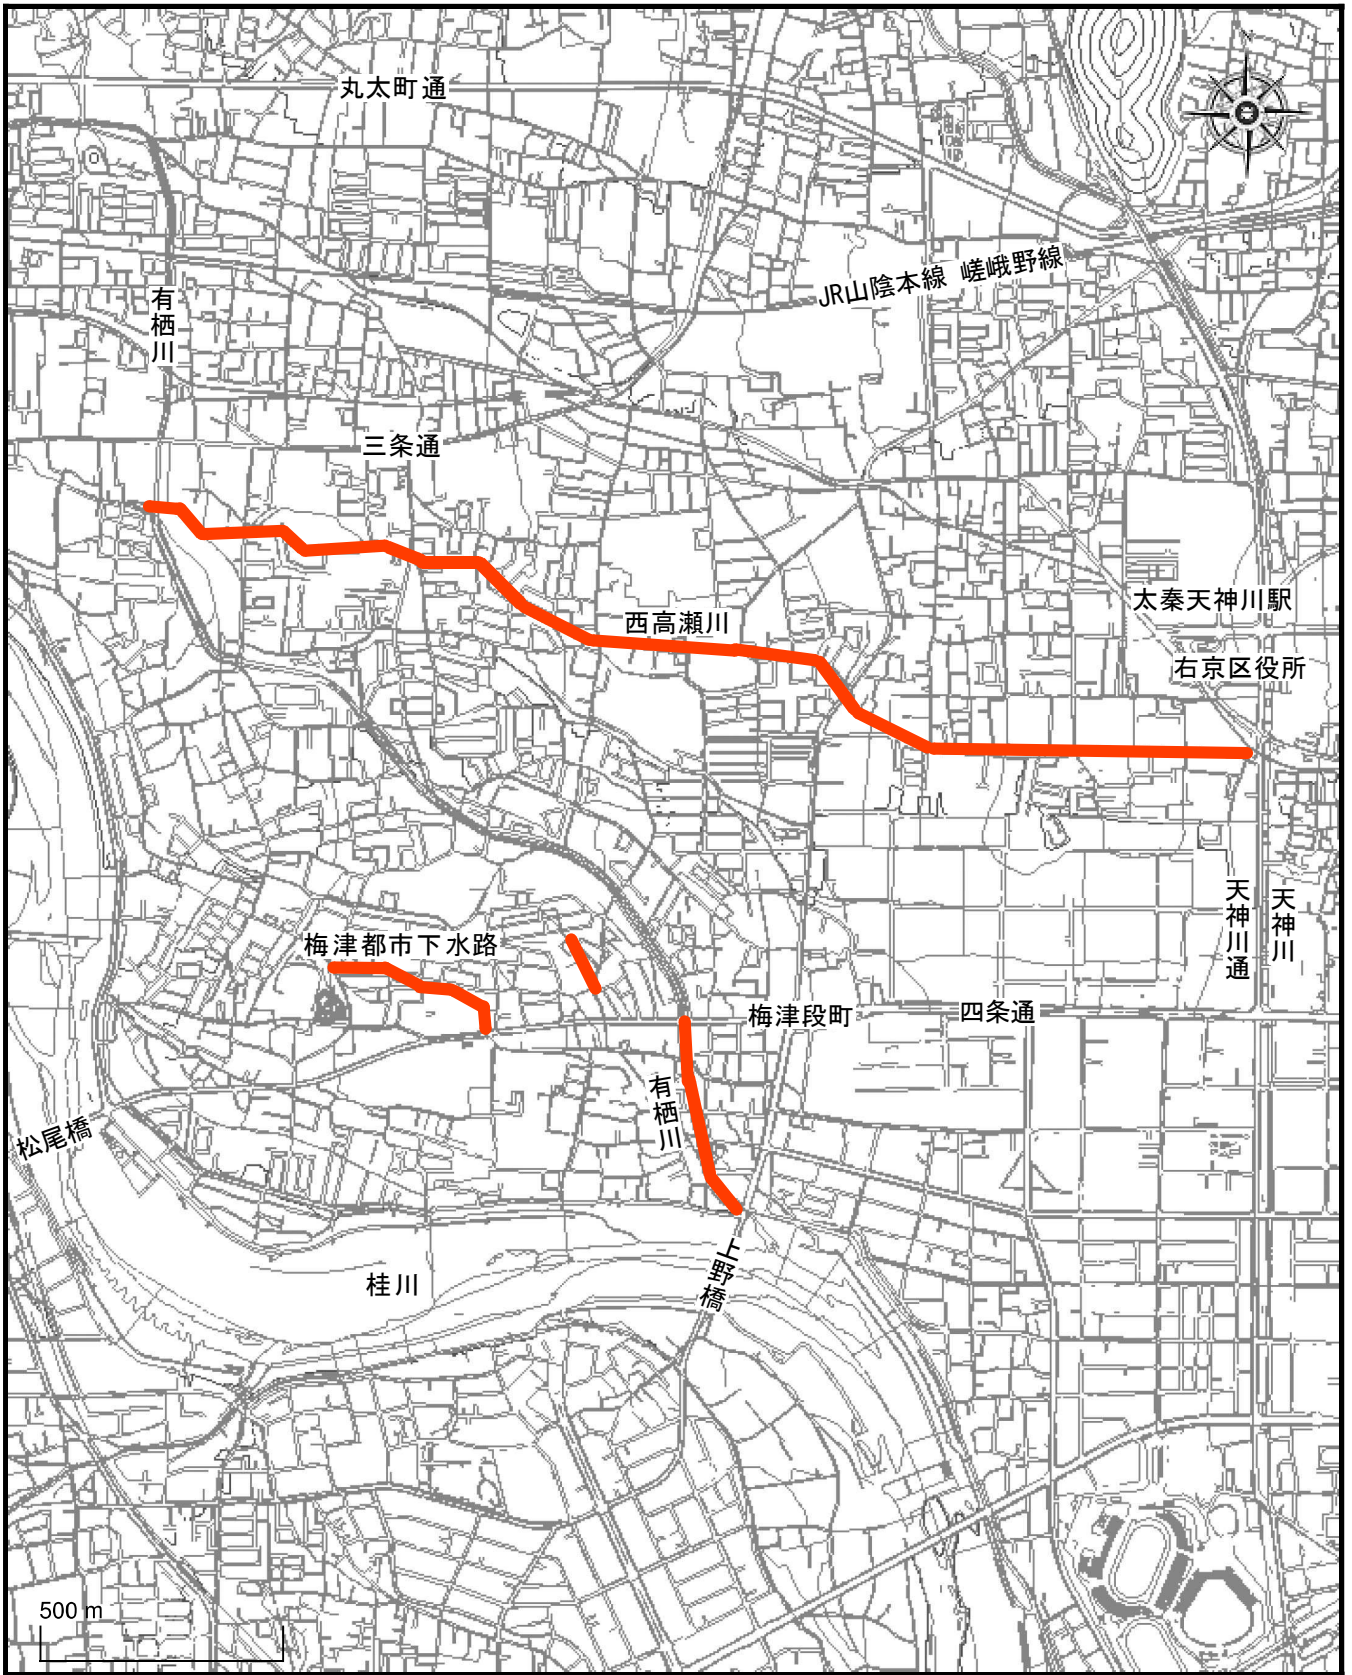 丸太町通
JR山陰本線 嵯峨野線
有栖川
三条通
太秦天神川駅
西高瀬川
右京区役所
天神川通
天神川
梅津都市下水路
梅津段町
四条通
有栖川
松尾橋
上野橋
桂川
500 m